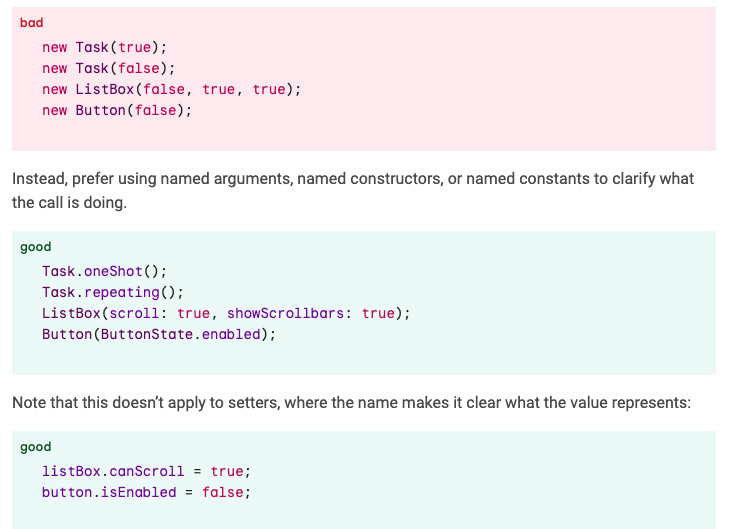 bad
new Task(true);
new Task(false);
new ListBox(false, true, true);
new Button(false);
Instead, prefer using named arguments, named constructors, or named constants to clarify what
the call is doing.
good
Task.oneShot();
Task.repeating();
ListBox(scroll: true, showScrollbars: true);
Button(ButtonState.enabled);
Note that this doesn’t apply to setters, where the name makes it clear what the value represents:
good
listBox.canScroll = true;
button.isEnabled = false;